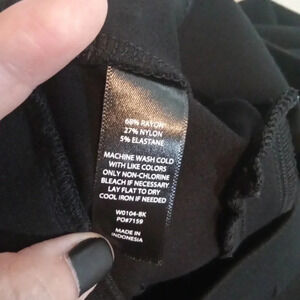 68% RAYON
27% NYLON
5% ELASTANE
MACHINE WASH COLD
WITH LIKE COLORS
ONLY NON-CHLORINE
BLEACH IF NECESSARY
LAY FLAT TO DRY
COOL IRON IF NEEDED
W0104-BK
PO#7159
MADE IN
INDONESIA